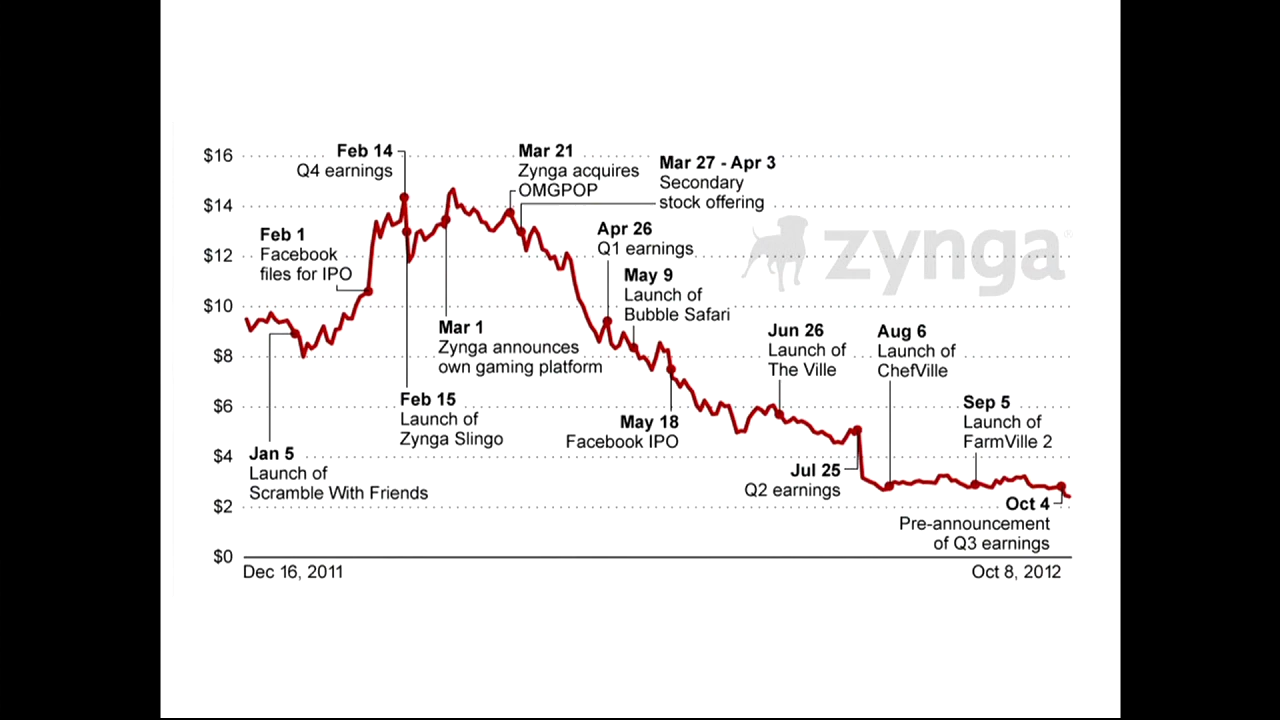 Feb 14
Q4 earnings
Mar 21
Zynga acquires
OMGPOP
Mar 27 - Apr 3
Secondary
stock offering
Feb 1
Facebook
files for IPO
Apr 26
Q1 earnings
May 9
Launch of
Bubble Safari
zynga
Mar 1
Zynga announces
own gaming platform
Jun 26
Launch of
The Ville
Aug 6
Launch of
ChefVille
Feb 15
Launch of
Zynga Slingo
May 18
Facebook IPO
Sep 5
Launch of
FarmVille 2
Jan 5
Launch of
Scramble With Friends
Jul 25
Q2 earnings
Oct 4
Pre-announcement
of Q3 earnings
$16
$14
$12
$10
$8
$6
$4
$2
$0
Dec 16, 2011
Oct 8, 2012